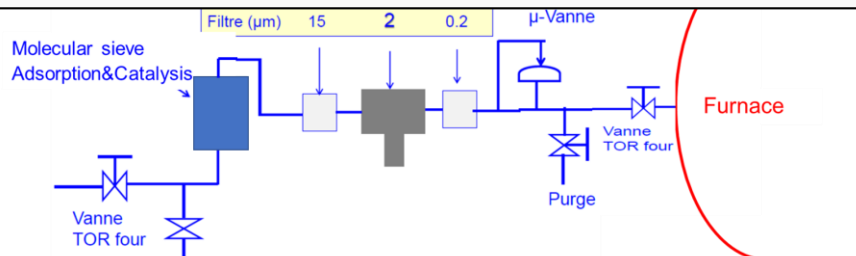 Filtre (µm) 15 2 0.2
µ-Vanne
Molecular sieve
Adsorption&Catalysis
Furnace
Vanne
TOR four
Purge
Vanne
TOR four